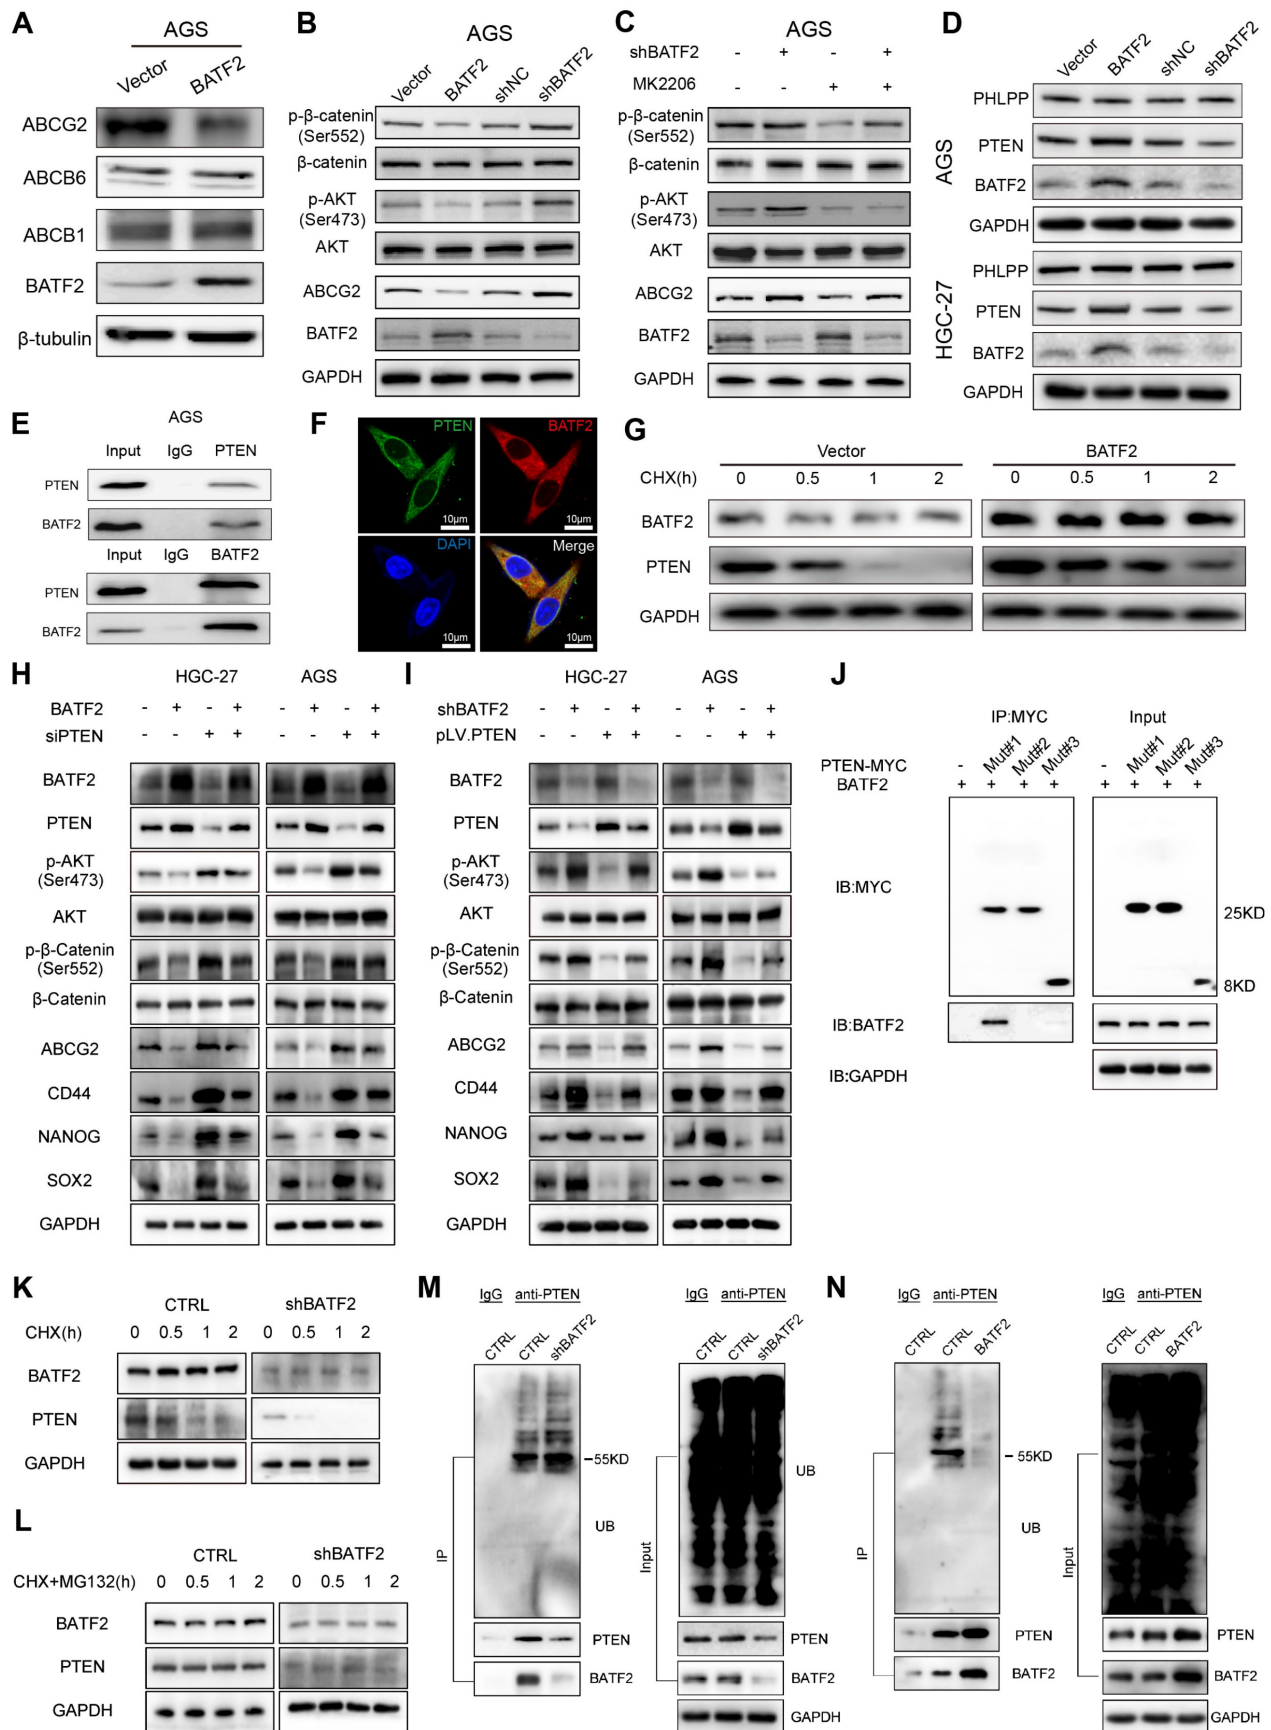 A
AGS
Vector BATF2
ABCG2
ABCB6
ABCB1
BATF2
β-tubulin
B
AGS
Vector BATF2 shNC shBATF2
p-β-catenin
(Ser552)
β-catenin
p-AKT
(Ser473)
AKT
ABCG2
BATF2
GAPDH
C
AGS
shBATF2 - + - +
MK2206 - - + +
p-β-catenin
(Ser552)
β-catenin
p-AKT
(Ser473)
AKT
ABCG2
BATF2
GAPDH
D
Vector BATF2 shNC shBATF2
AGS
PHLPP
PTEN
BATF2
GAPDH
HGC-27
PHLPP
PTEN
BATF2
GAPDH
E
AGS
Input IgG PTEN
PTEN
BATF2
Input IgG BATF2
PTEN
BATF2
F
PTEN
10μm
BATF2
10μm
DAPI
10μm
Merge
10μm
G
Vector BATF2
CHX(h) 0 0.5 1 2 0 0.5 1 2
BATF2
PTEN
GAPDH
H
HGC-27 AGS
BATF2 - + - + - + - +
siPTEN - - + + - - + +
BATF2
PTEN
p-AKT
(Ser473)
AKT
p-β-Catenin
(Ser552)
β-Catenin
ABCG2
CD44
NANOG
SOX2
GAPDH
I
HGC-27 AGS
shBATF2 - + - + - + - +
pLV.PTEN - - + + - - + +
BATF2
PTEN
p-AKT
(Ser473)
AKT
p-β-Catenin
(Ser552)
β-Catenin
ABCG2
CD44
NANOG
SOX2
GAPDH
J
IP:MYC Input
PTEN-MYC - Mut#1 Mut#2 Mut#3 - Mut#1 Mut#2 Mut#3
BATF2 + + + + + + + +
IB:MYC
25KD
8KD
IB:BATF2
IB:GAPDH
K
CTRL shBATF2
CHX(h) 0 0.5 1 2 0 0.5 1 2
BATF2
PTEN
GAPDH
L
CTRL shBATF2
CHX+MG132(h) 0 0.5 1 2 0 0.5 1 2
BATF2
PTEN
GAPDH
M
IgG anti-PTEN
CTRL CTRL shBATF2
55KD
UB
IP
PTEN
BATF2
IgG anti-PTEN
CTRL CTRL shBATF2
UB
Input
PTEN
BATF2
GAPDH
N
IgG anti-PTEN
CTRL CTRL BATF2
55KD
UB
IP
PTEN
BATF2
IgG anti-PTEN
CTRL CTRL BATF2
Input
PTEN
BATF2
GAPDH